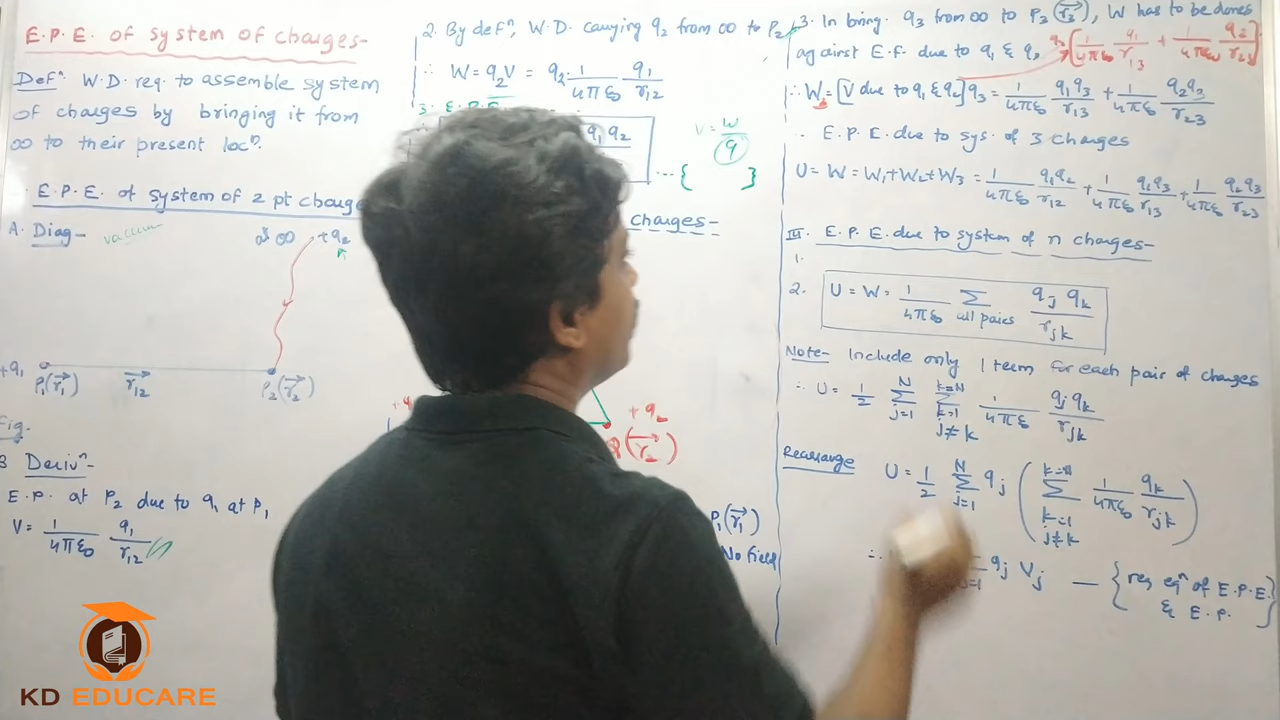 E.P.E. of system of charges-
Defⁿ. W.D. req. to assemble system
of charges by bringing it from
∞ to their present locⁿ.
E.P.E. of system of 2 pt charge
A. Diag- vacuum
∞ +q₂
+q₁
P₁(r₁→) r₁₂→ P₂(r₂→)
Fig.
B Derivⁿ-
E.P. at P₂ due to q₁ at P₁
V = 1/4πε₀ q₁/r₁₂
2. By defⁿ, W.D. carrying q₂ from ∞ to P₂
∴ W = q₂V = q₂. 1/4πε₀ q₁/r₁₂
3. E.P.E
q₁q₂
...{ }
V = W/q
charges-
+q₂
(r₂→)
P₁(r₁→)
No field
3. In bring. q₃ from ∞ to P₃ (r₃→), W has to be done
against E.F. due to q₁ & q₂ [1/4πε₀ q₁/r₁₃ + 1/4πε₀ q₂/r₂₃]
∴ W₃ = [V due to q₁ & q₂] q₃ = 1/4πε₀ q₁q₃/r₁₃ + 1/4πε₀ q₂q₃/r₂₃
∴ E.P.E. due to sys. of 3 charges
U = W = W₁+W₂+W₃ = 1/4πε₀ q₁q₂/r₁₂ + 1/4πε₀ q₁q₃/r₁₃ + 1/4πε₀ q₂q₃/r₂₃
III. E.P.E. due to system of n charges-
1.
2. U = W = 1/4πε₀ Σ all pairs qj qk/rjk
Note- Include only 1 term for each pair of charges
∴ U = 1/2 Σ N j=1 Σ k=N k=1 j≠k 1/4πε₀ qj qk/rjk
Rearrange U = 1/2 Σ N j=1 qj (Σ k=N k=1 j≠k 1/4πε₀ qk/rjk)
∴ j=1 qj Vj — {req eqⁿ of E.P.E.
& E.P.}
KD EDUCARE